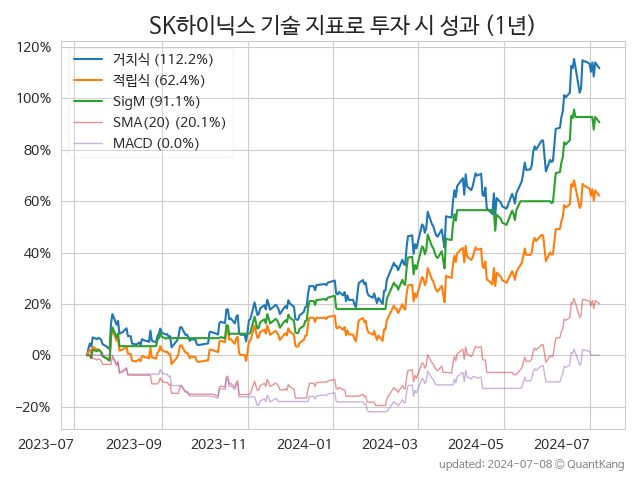 SK하이닉스 기술 지표로 투자 시 성과 (1년)
120%
100%
80%
60%
40%
20%
0%
−20%
거치식 (112.2%)
적립식 (62.4%)
SigM (91.1%)
SMA(20) (20.1%)
MACD (0.0%)
2023-07 2023-09 2023-11 2024-01 2024-03 2024-05 2024-07
updated: 2024-07-08 ⓒ QuantKang